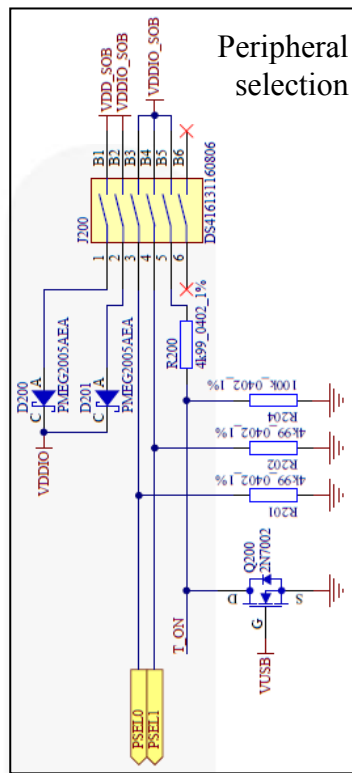 Peripheral
selection
VDD_SOB
VDDIO_SOB
VDDIO_SOB
B1
B2
B3
B4
B5
B6
J200
DS416131160806
1
2
3
4
5
6
D200
C
A
PMEG2005AEA
D201
C
A
PMEG2005AEA
VDDIO
R200
4k99_0402_1%
100k_0402_1%
R204
4k99_0402_1%
R202
4k99_0402_1%
R201
Q200
2N7002
D
S
G
T_ON
VUSB
PSEL0
PSEL1